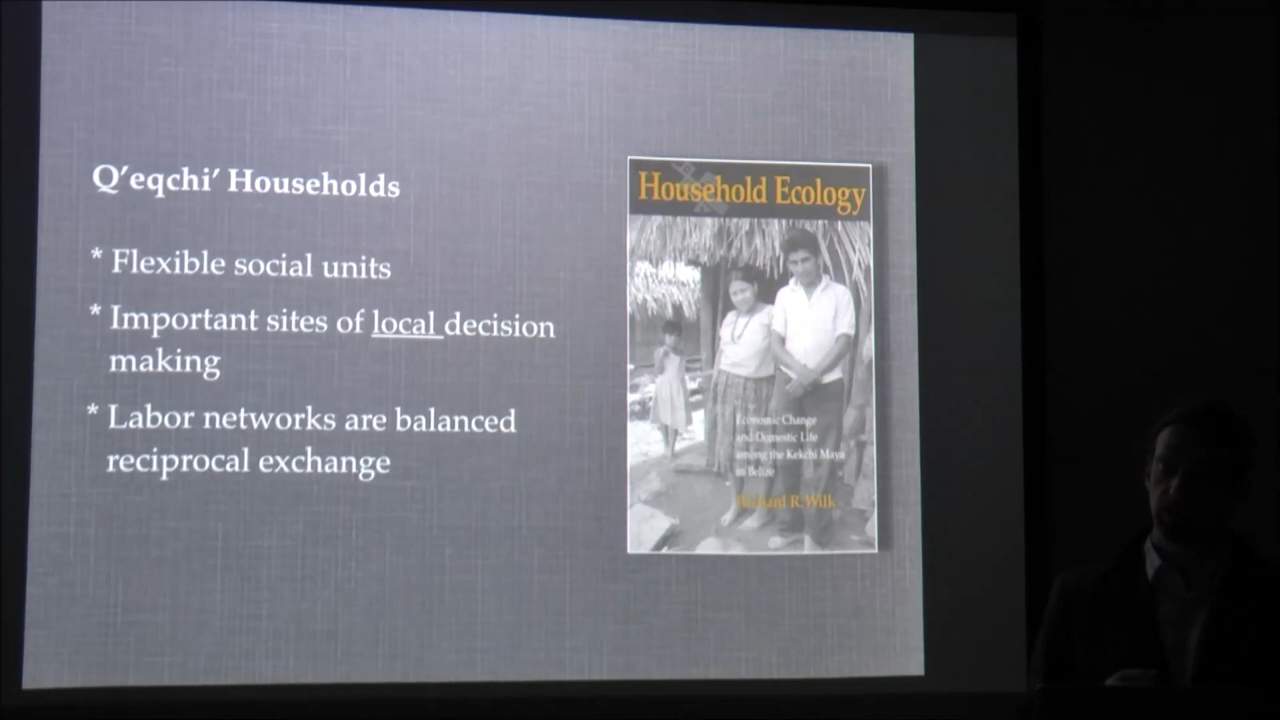 Q'eqchi' Households
* Flexible social units
* Important sites of local decision
making
* Labor networks are balanced
reciprocal exchange
Household Ecology
Economic Change
and Domestic Life
among the Kekchi Maya
in Belize
Richard R. Wilk